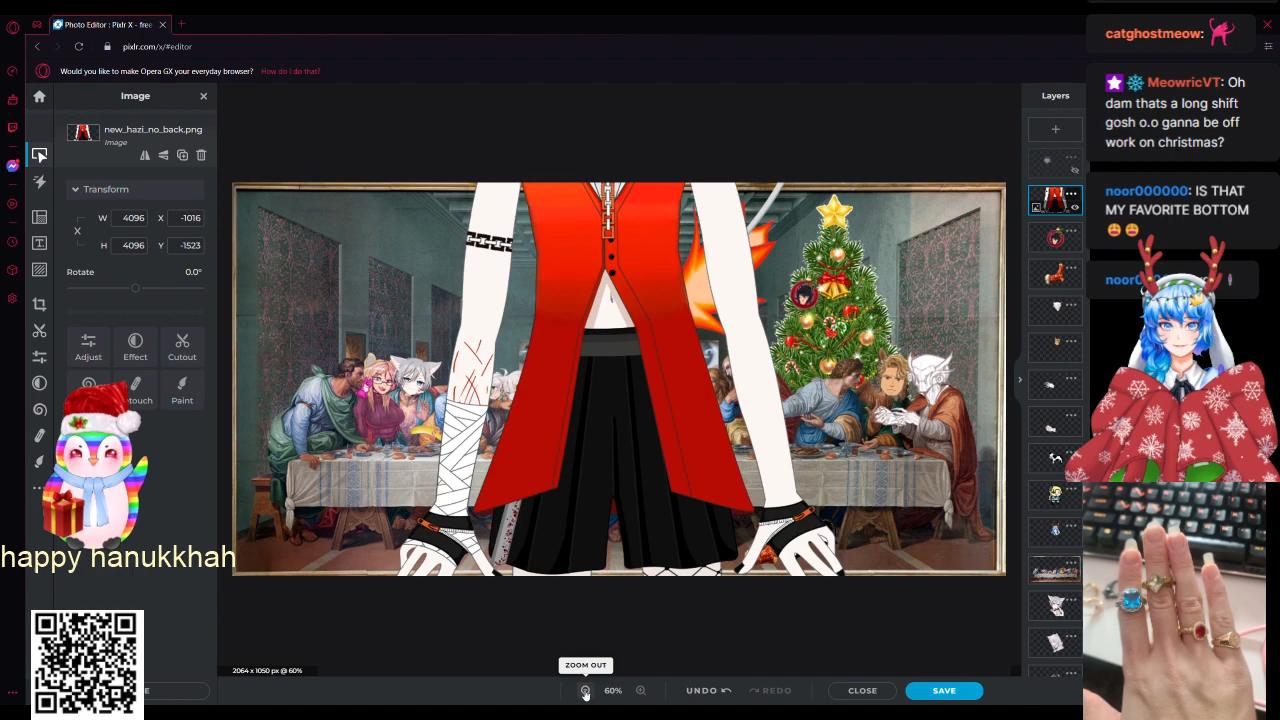 Photo Editor : Pixlr X - free
pixlr.com/x/#editor
Would you like to make Opera GX your everyday browser? How do I do that?
Image
new_hazi_no_back.png
Image
Transform
W 4096 X -1016
X
H 4096 Y -1523
Rotate 0.0°
Adjust Effect Cutout
Paint
happy hanukkhah
2064 x 1050 px @ 60%
ZOOM OUT
60%
UNDO
REDO
CLOSE
SAVE
Layers
catghostmeow:
MeowricVT: Oh
dam thats a long shift
gosh o.o ganna be off
work on christmas?
noor000000: IS THAT
MY FAVORITE BOTTOM